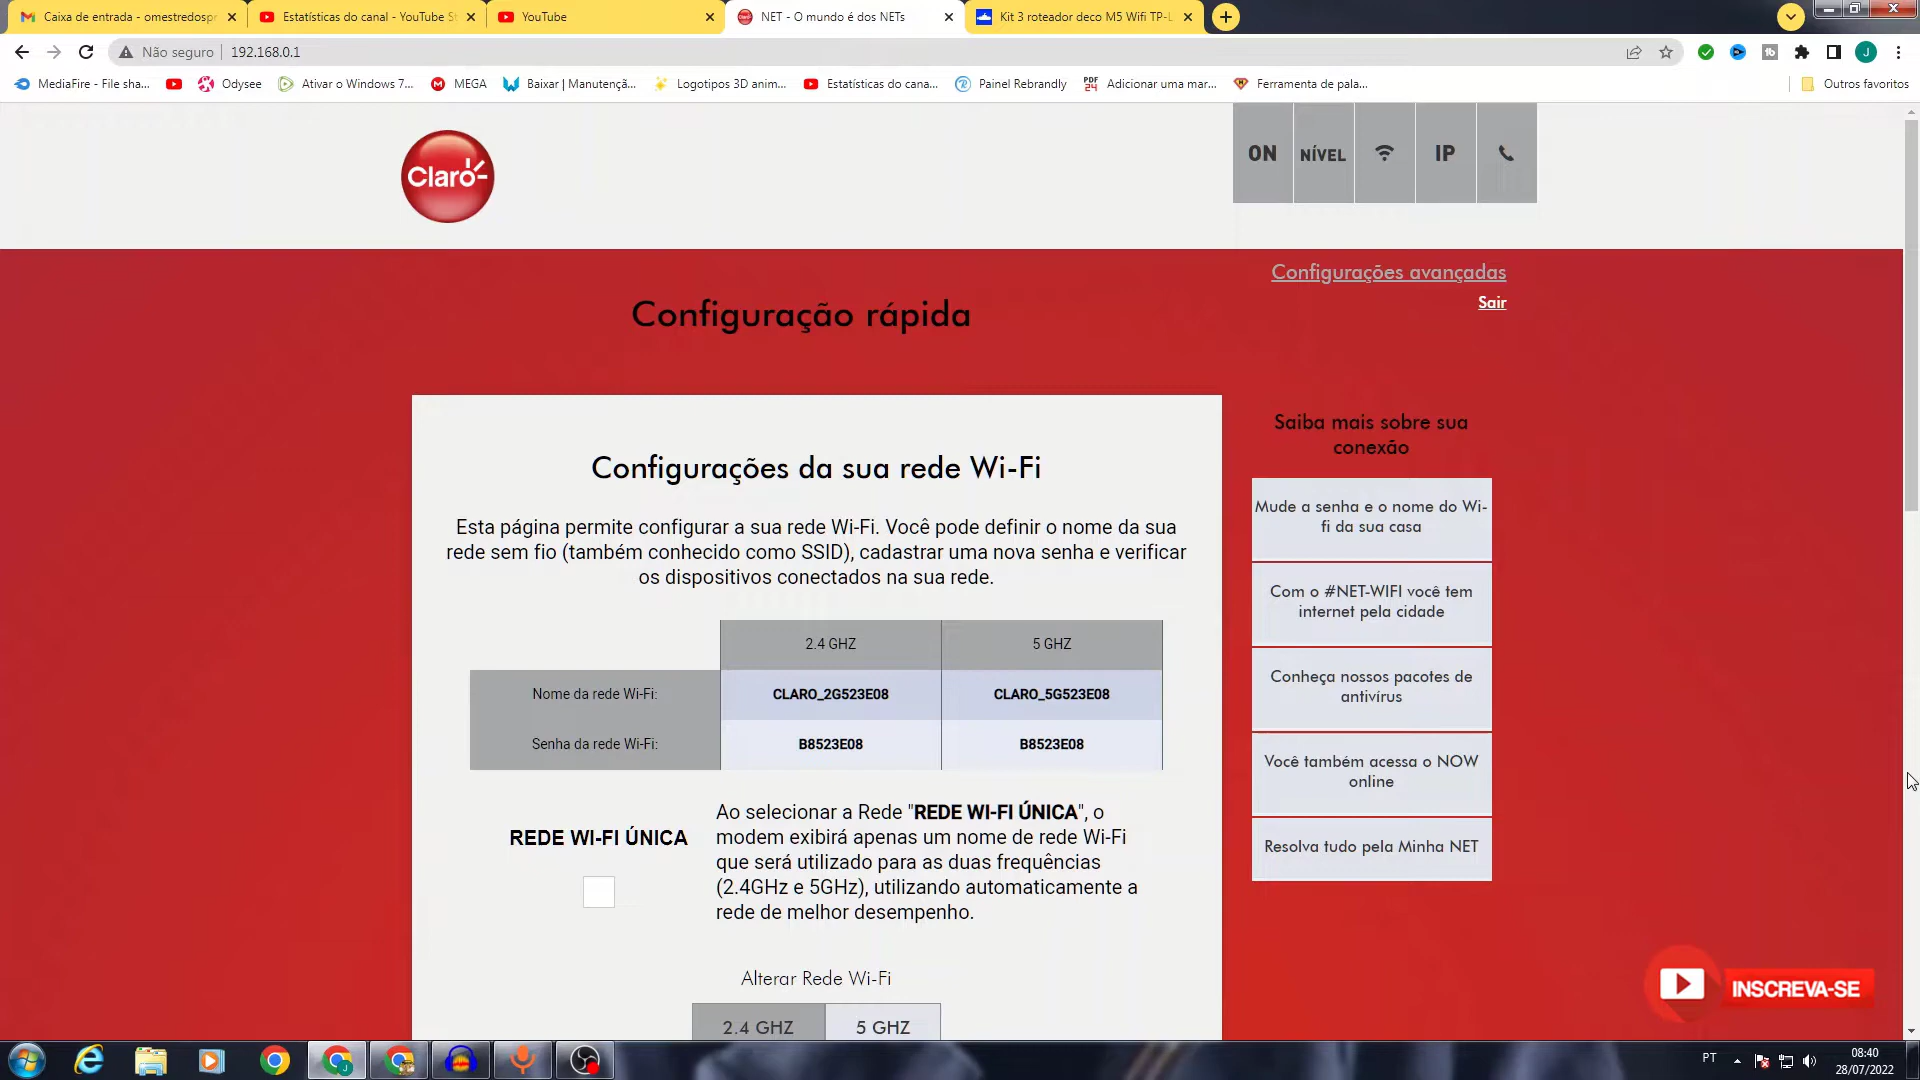 Caixa de entrada - omestredospr
Estatísticas do canal - YouTube St
YouTube
NET - O mundo é dos NETs
Kit 3 roteador deco M5 Wifi TP-L
Não seguro
192.168.0.1
J
MediaFire - File sha...
Odysee
Ativar o Windows 7...
MEGA
Baixar | Manutençã...
Logotipos 3D anim...
Estatísticas do cana...
Painel Rebrandly
PDF 24
Adicionar uma mar...
Ferramenta de pala...
Outros favoritos
Claro
ON
NÍVEL
IP
Configurações avançadas
Sair
Configuração rápida
Configurações da sua rede Wi-Fi
Esta página permite configurar a sua rede Wi-Fi. Você pode definir o nome da sua
rede sem fio (também conhecido como SSID), cadastrar uma nova senha e verificar
os dispositivos conectados na sua rede.
2.4 GHZ
5 GHZ
Nome da rede Wi-Fi:
CLARO_2G523E08
CLARO_5G523E08
Senha da rede Wi-Fi:
B8523E08
B8523E08
REDE WI-FI ÚNICA
Ao selecionar a Rede "REDE WI-FI ÚNICA", o
modem exibirá apenas um nome de rede Wi-Fi
que será utilizado para as duas frequências
(2.4GHz e 5GHz), utilizando automaticamente a
rede de melhor desempenho.
Alterar Rede Wi-Fi
2.4 GHZ
5 GHZ
Saiba mais sobre sua
conexão
Mude a senha e o nome do Wi-
fi da sua casa
Com o #NET-WIFI você tem
internet pela cidade
Conheça nossos pacotes de
antivírus
Você também acessa o NOW
online
Resolva tudo pela Minha NET
INSCREVA-SE
PT
08:40
28/07/2022